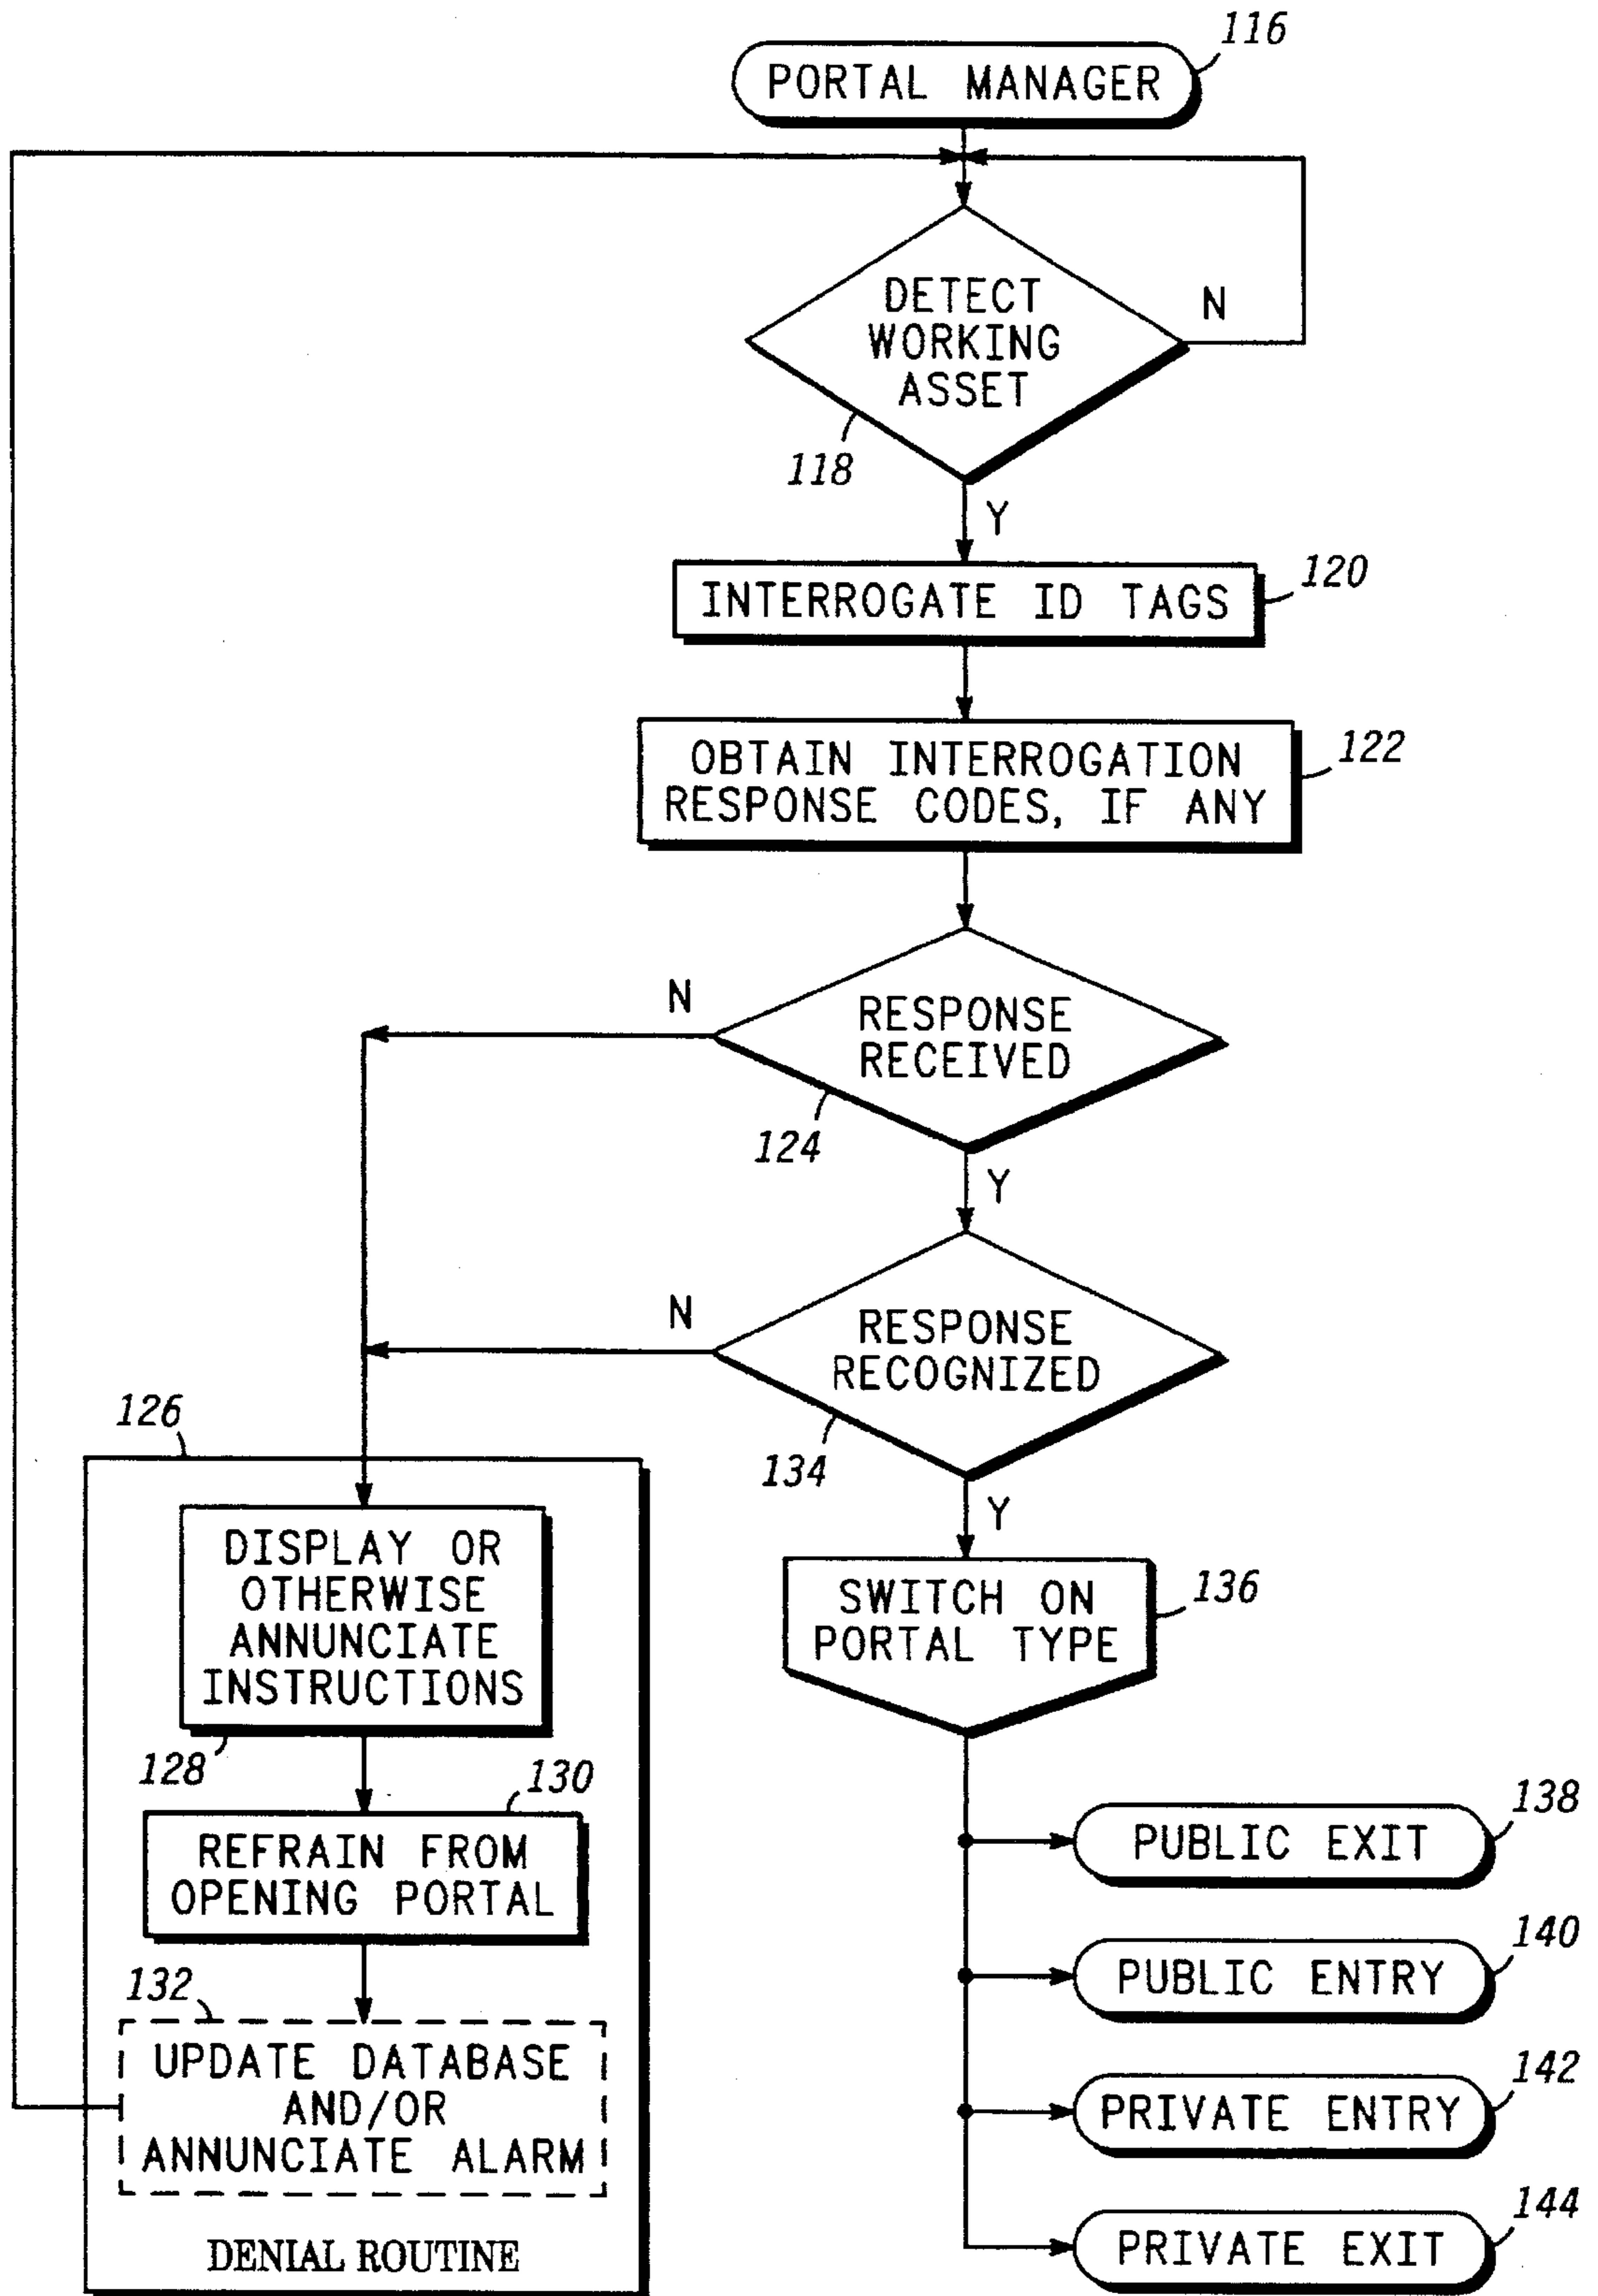 116
PORTAL MANAGER
DETECT
WORKING
ASSET
N
118
Y
INTERROGATE ID TAGS
120
OBTAIN INTERROGATION
RESPONSE CODES, IF ANY
122
N
RESPONSE
RECEIVED
124
Y
N
RESPONSE
RECOGNIZED
134
Y
126
DISPLAY OR
OTHERWISE
ANNUNCIATE
INSTRUCTIONS
128
130
REFRAIN FROM
OPENING PORTAL
132
UPDATE DATABASE
AND/OR
ANNUNCIATE ALARM
DENIAL ROUTINE
SWITCH ON
PORTAL TYPE
136
PUBLIC EXIT
138
PUBLIC ENTRY
140
PRIVATE ENTRY
142
PRIVATE EXIT
144